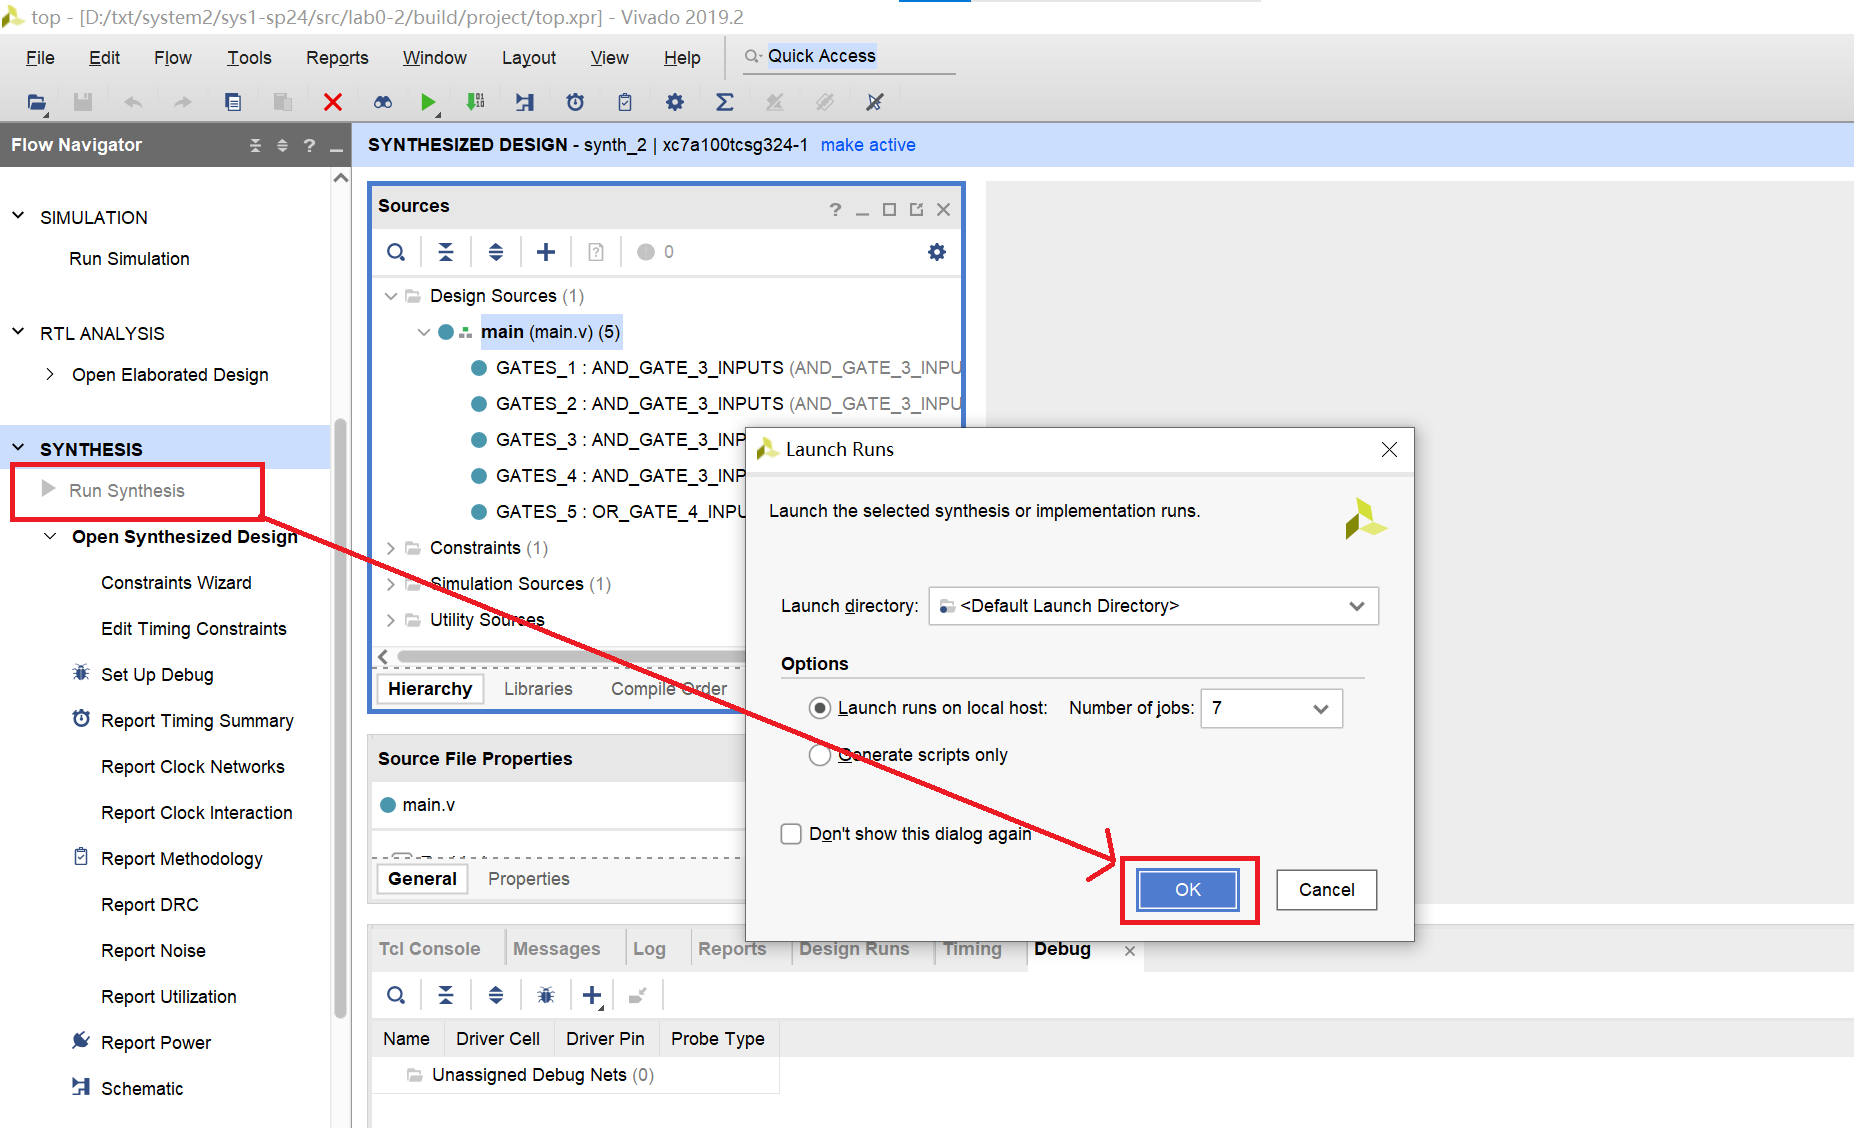 top - [D:/txt/system2/sys1-sp24/src/lab0-2/build/project/top.xpr] - Vivado 2019.2
File Edit Flow Tools Reports Window Layout View Help Quick Access
Flow Navigator
SYNTHESIZED DESIGN - synth_2 | xc7a100tcsg324-1 make active
SIMULATION
Run Simulation
RTL ANALYSIS
Open Elaborated Design
SYNTHESIS
Run Synthesis
Open Synthesized Design
Constraints Wizard
Edit Timing Constraints
Set Up Debug
Report Timing Summary
Report Clock Networks
Report Clock Interaction
Report Methodology
Report DRC
Report Noise
Report Utilization
Report Power
Schematic
Sources
0
Design Sources (1)
main (main.v) (5)
GATES_1 : AND_GATE_3_INPUTS (AND_GATE_3_INPU
GATES_2 : AND_GATE_3_INPUTS (AND_GATE_3_INPU
GATES_3 : AND_GATE_3_INP
GATES_4 : AND_GATE_3_INP
GATES_5 : OR_GATE_4_INPU
Constraints (1)
Simulation Sources (1)
Utility Sources
Hierarchy Libraries Compile Order
Source File Properties
main.v
General Properties
Launch Runs
Launch the selected synthesis or implementation runs.
Launch directory: <Default Launch Directory>
Options
Launch runs on local host: Number of jobs: 7
Generate scripts only
Don't show this dialog again
OK Cancel
Tcl Console Messages Log Reports Design Runs Timing Debug
Name Driver Cell Driver Pin Probe Type
Unassigned Debug Nets (0)